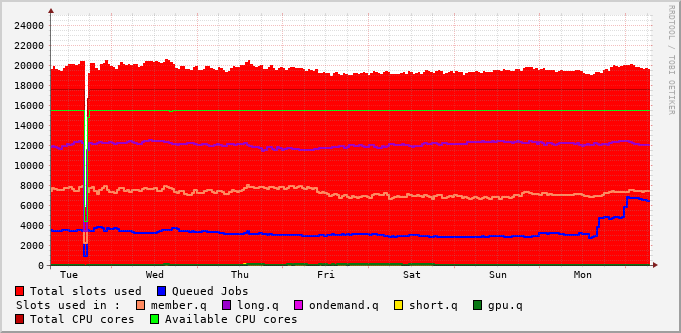 RRDTOOL / TOBI OETIKER
24000
22000
20000
18000
16000
14000
12000
10000
8000
6000
4000
2000
0
Tue Wed Thu Fri Sat Sun Mon
Total slots used Queued Jobs
Slots used in : member.q long.q ondemand.q short.q gpu.q
Total CPU cores Available CPU cores